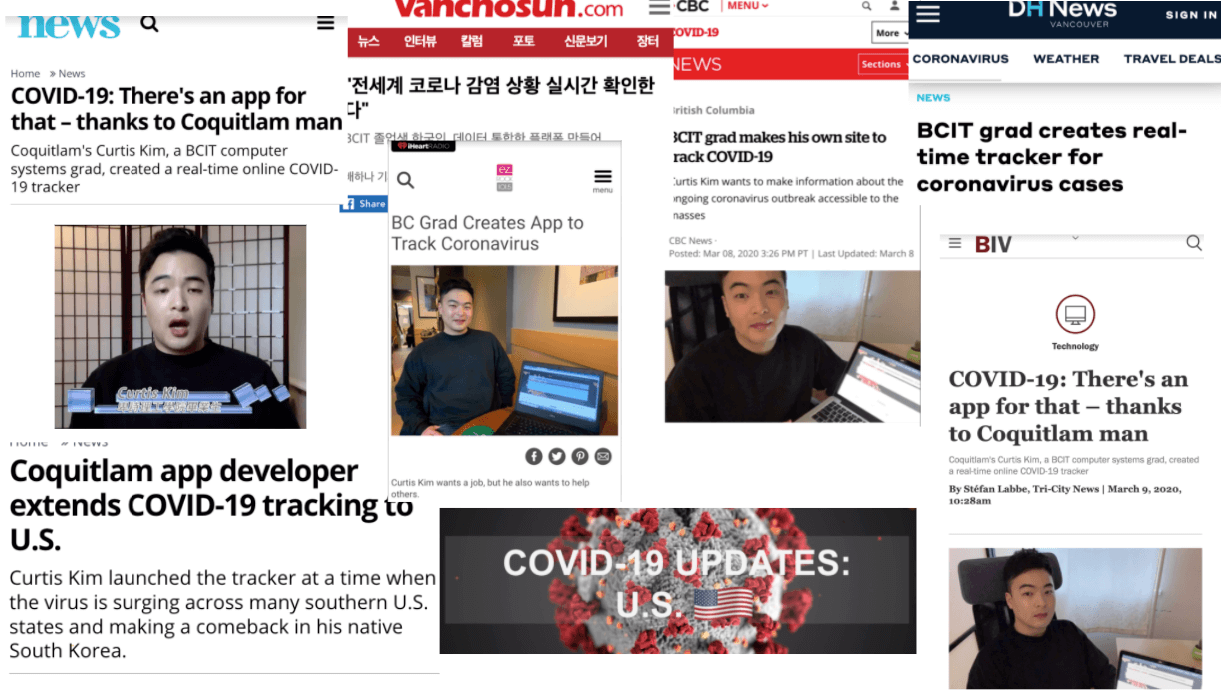 news
Home » News
COVID-19: There's an app for
that – thanks to Coquitlam man
Coquitlam's Curtis Kim, a BCIT computer
systems grad, created a real-time online COVID-
19 tracker
Curtis Kim
Home » News
Coquitlam app developer
extends COVID-19 tracking to
U.S.
Curtis Kim launched the tracker at a time when
the virus is surging across many southern U.S.
states and making a comeback in his native
South Korea.
vanchosun.com
뉴스 인터뷰 칼럼 포토 신문보기 장터
"전세계 코로나 감염 상황 실시간 확인한
다"
BCIT 졸업생 한국인, 데이터 통합한 플랫폼 만들어
Share
iHeartRADIO
ez
ROCK
menu
BC Grad Creates App to
Track Coronavirus
Curtis Kim wants a job, but he also wants to help
others.
COVID-19 UPDATES:
U.S.
CBC MENU
COVID-19 More
NEWS Sections
British Columbia
BCIT grad makes his own site to
track COVID-19
Curtis Kim wants to make information about the
ongoing coronavirus outbreak accessible to the
masses
CBC News ·
Posted: Mar 08, 2020 3:26 PM PT | Last Updated: March 8
DH News
VANCOUVER
SIGN IN
CORONAVIRUS WEATHER TRAVEL DEALS
NEWS
BCIT grad creates real-
time tracker for
coronavirus cases
BIV
Technology
COVID-19: There's an
app for that – thanks
to Coquitlam man
Coquitlam's Curtis Kim, a BCIT computer systems grad, created
a real-time online COVID-19 tracker
By Stéfan Labbe, Tri-City News | March 9, 2020,
10:28am